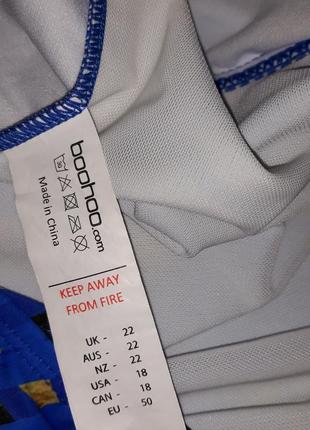 boohoo.com
Made in China
KEEP AWAY
FROM FIRE
UK - 22
AUS - 22
NZ - 22
USA - 18
CAN - 18
EU - 50